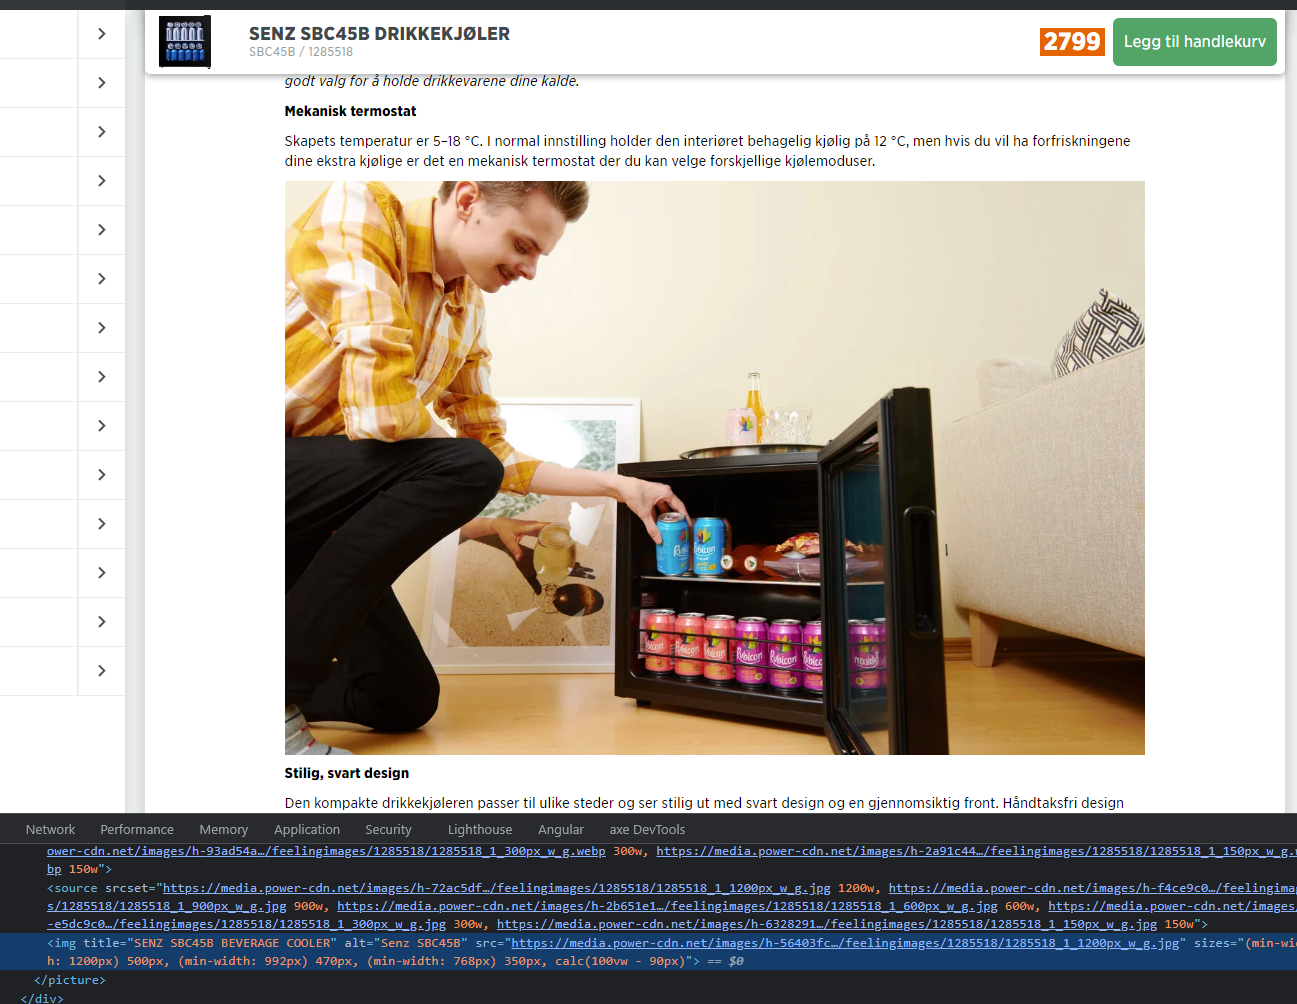 SENZ SBC45B DRIKKEKJØLER
SBC45B / 1285518
2799
Legg til handlekurv
godt valg for å holde drikkevarene dine kalde.
Mekanisk termostat
Skapets temperatur er 5–18 °C. I normal innstilling holder den interiøret behagelig kjølig på 12 °C, men hvis du vil ha forfriskningene
dine ekstra kjølige er det en mekanisk termostat der du kan velge forskjellige kjølemoduser.
Rubicon
Rubicon
Rubicon
Rubicon
Rubicon
Rubicon
Stilig, svart design
Den kompakte drikkekjøleren passer til ulike steder og ser stilig ut med svart design og en gjennomsiktig front. Håndtaksfri design
Network Performance Memory Application Security Lighthouse Angular axe DevTools
ower-cdn.net/images/h-93ad54a…/feelingimages/1285518/1285518_1_300px_w_g.webp 300w, https://media.power-cdn.net/images/h-2a91c44…/feelingimages/1285518/1285518_1_150px_w_g.
bp 150w">
<source srcset="https://media.power-cdn.net/images/h-72ac5df…/feelingimages/1285518/1285518_1_1200px_w_g.jpg 1200w, https://media.power-cdn.net/images/h-f4ce9c0…/feelingima
s/1285518/1285518_1_900px_w_g.jpg 900w, https://media.power-cdn.net/images/h-2b651e1…/feelingimages/1285518/1285518_1_600px_w_g.jpg 600w, https://media.power-cdn.net/images/
-e5dc9c0…/feelingimages/1285518/1285518_1_300px_w_g.jpg 300w, https://media.power-cdn.net/images/h-6328291…/feelingimages/1285518/1285518_1_150px_w_g.jpg 150w">
<img title="SENZ SBC45B BEVERAGE COOLER" alt="Senz SBC45B" src="https://media.power-cdn.net/images/h-56403fc…/feelingimages/1285518/1285518_1_1200px_w_g.jpg" sizes="(min-wi
h: 1200px) 500px, (min-width: 992px) 470px, (min-width: 768px) 350px, calc(100vw - 90px)"> == $0
</picture>
</div>